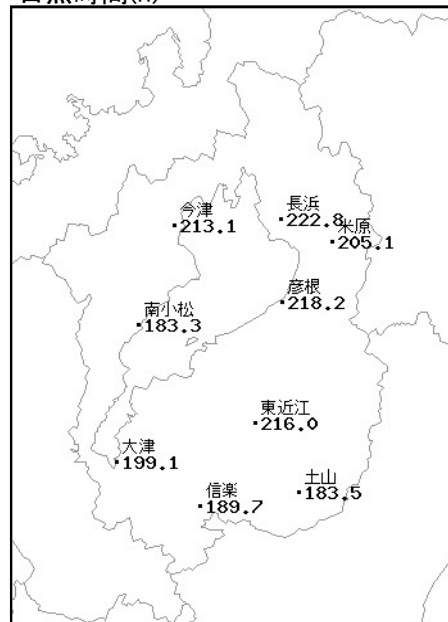 日照時間(h)
長浜
222.8
今津
213.1
米原
205.1
彦根
218.2
南小松
183.3
東近江
216.0
大津
199.1
土山
183.5
信楽
189.7